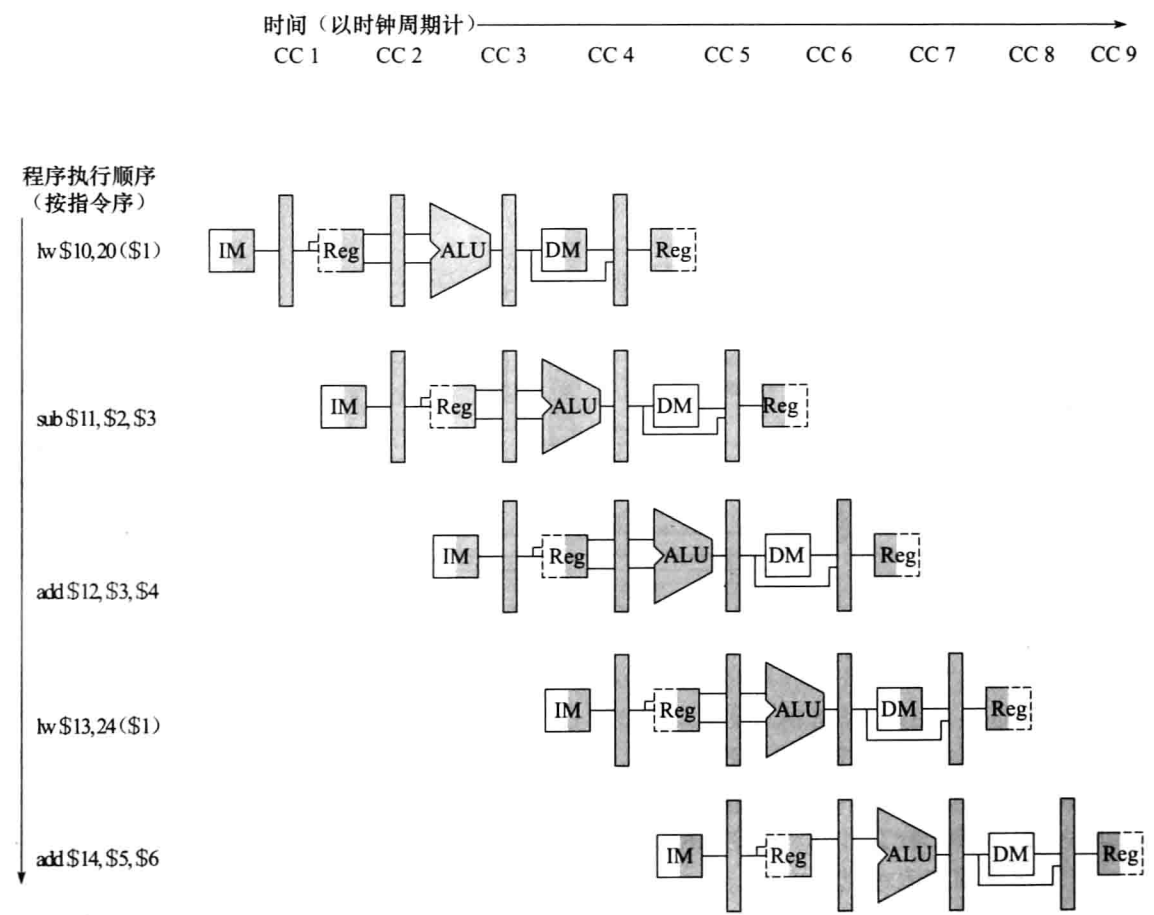 时间（以时钟周期计）
CC 1 CC 2 CC 3 CC 4 CC 5 CC 6 CC 7 CC 8 CC 9
程序执行顺序
（按指令序）
lw $10,20($1)
IM Reg ALU DM Reg
sub $11, $2, $3
IM Reg ALU DM Reg
add $12, $3, $4
IM Reg ALU DM Reg
lw $13,24($1)
IM Reg ALU DM Reg
add $14, $5, $6
IM Reg ALU DM Reg